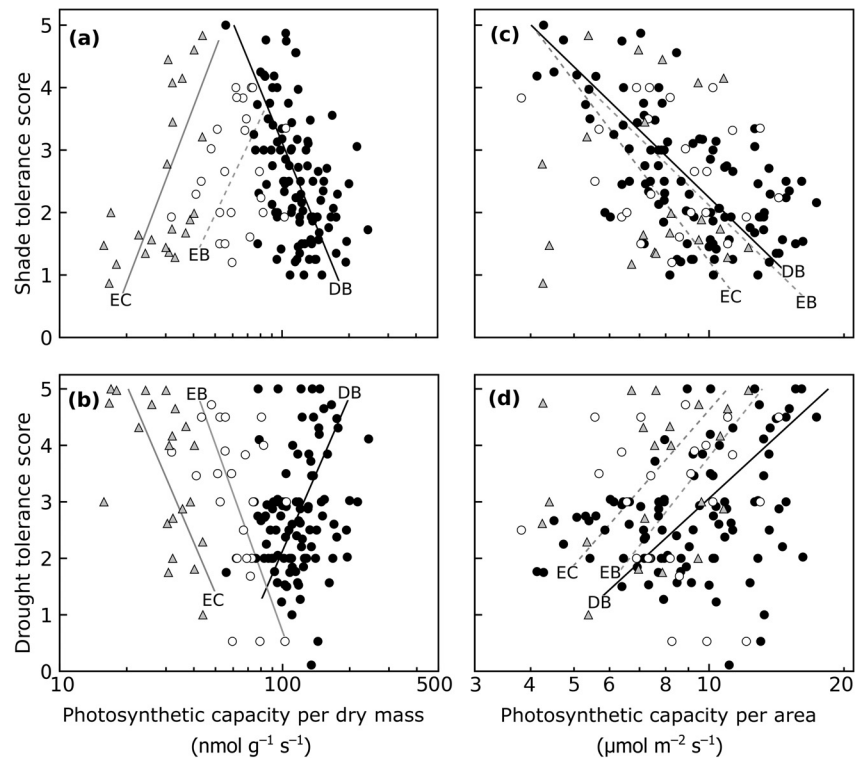 (a)
5
4
3
2
1
0
Shade tolerance score
EC
EB
DB
(c)
DB
EC
EB
(b)
5
4
3
2
1
0
Drought tolerance score
EB
DB
EC
10
100
500
Photosynthetic capacity per dry mass
(nmol g⁻¹ s⁻¹)
(d)
EC
EB
DB
3
4
5
6
8
10
20
Photosynthetic capacity per area
(μmol m⁻² s⁻¹)